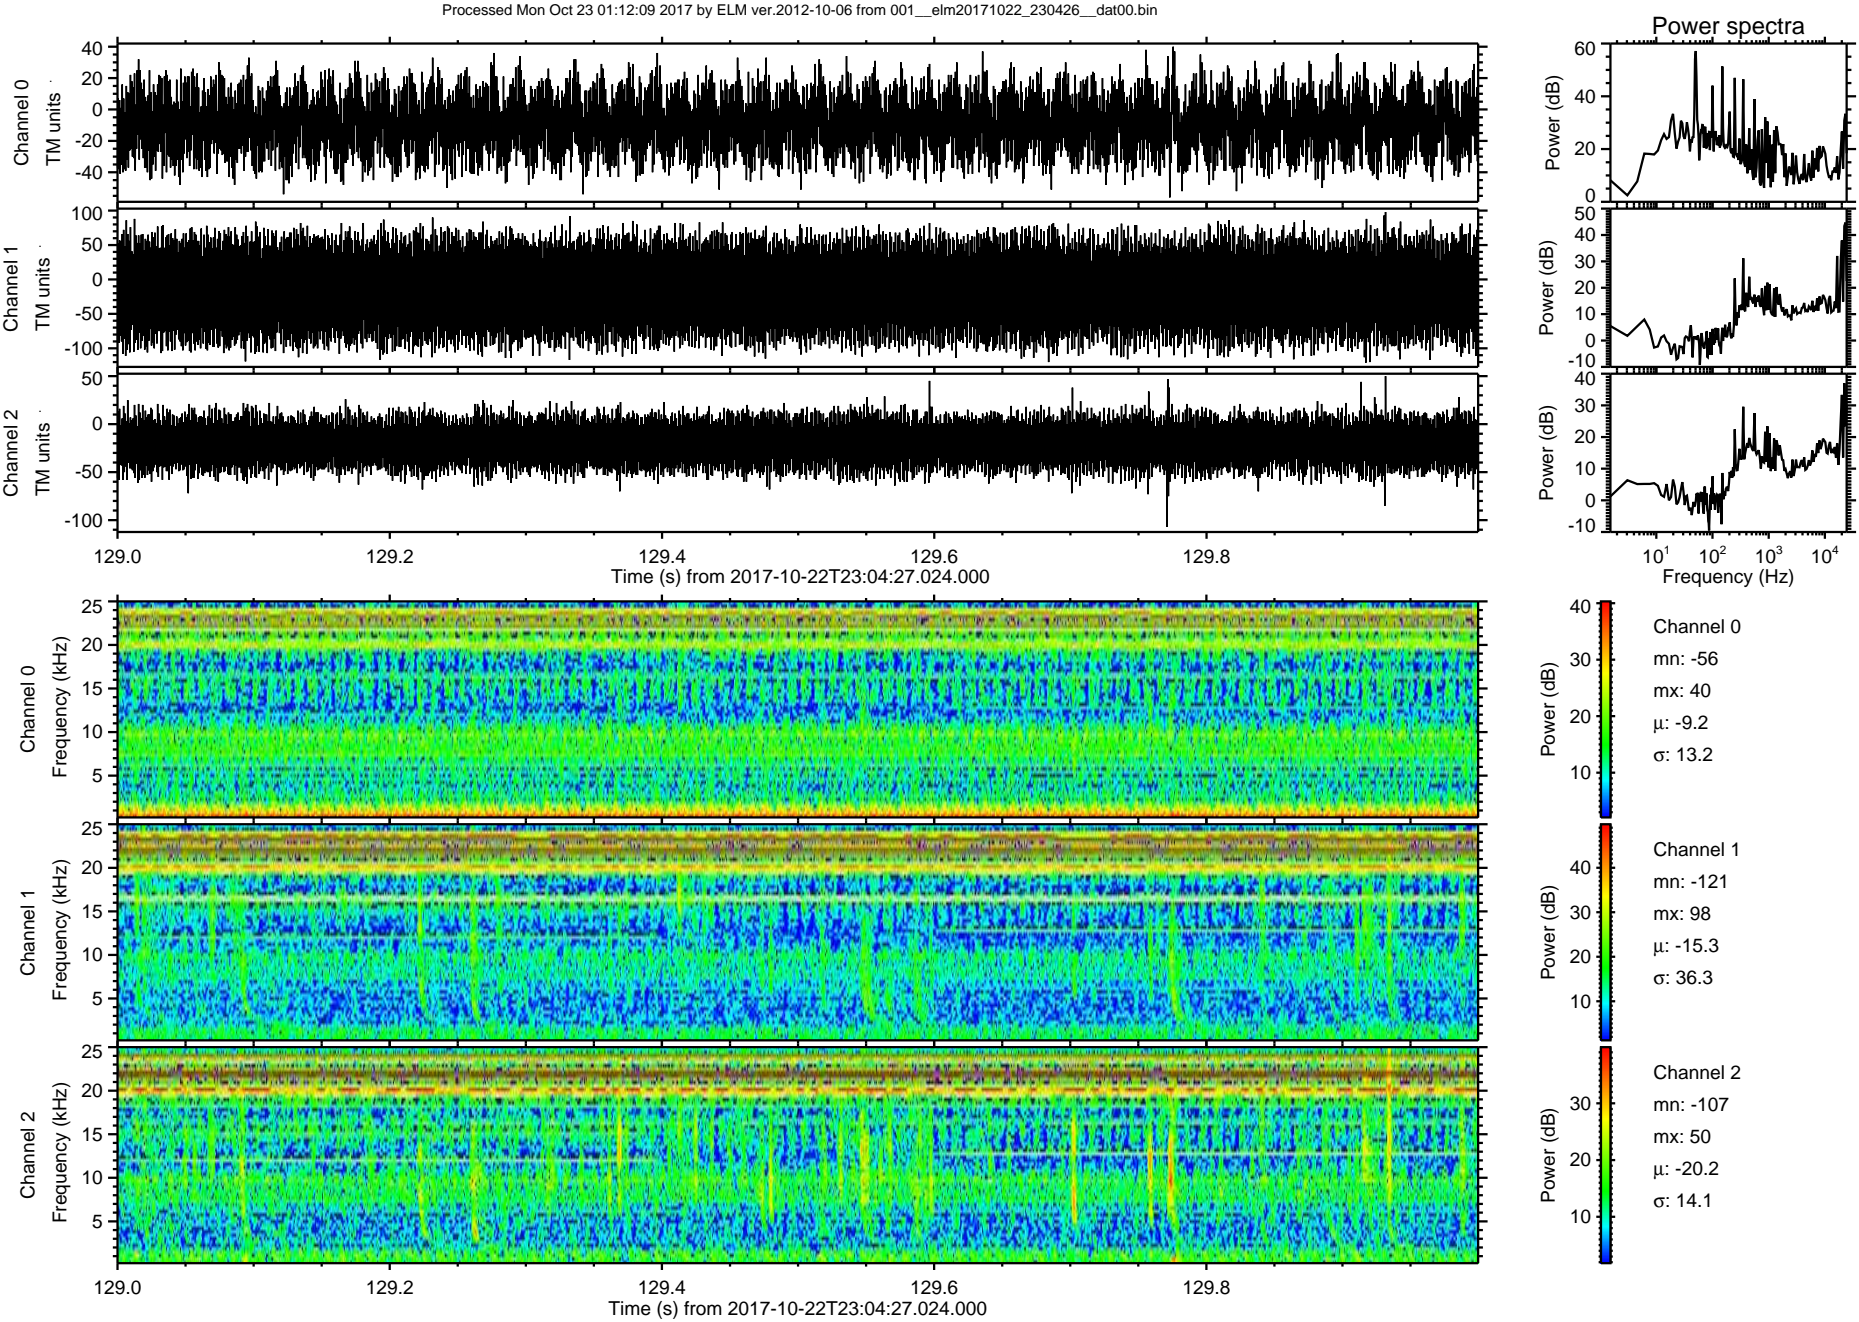 Processed Mon Oct 23 01:12:09 2017 by ELM ver.2012-10-06 from 001__elm20171022_230426__dat00.bin
Power spectra
Channel 0
TM units
40
20
0
-20
-40
Power (dB)
60
40
20
0
Channel 1
TM units
100
50
0
-50
-100
Power (dB)
50
40
30
20
10
0
-10
Channel 2
TM units
50
0
-50
-100
Power (dB)
40
30
20
10
0
-10
129.0 129.2 129.4 129.6 129.8
Time (s) from 2017-10-22T23:04:27.024.000
10¹ 10² 10³ 10⁴
Frequency (Hz)
Channel 0
Frequency (kHz)
25
20
15
10
5
Power (dB)
40
30
20
10
Channel 0
mn: -56
mx: 40
μ: -9.2
σ: 13.2
Channel 1
Frequency (kHz)
25
20
15
10
5
Power (dB)
40
30
20
10
Channel 1
mn: -121
mx: 98
μ: -15.3
σ: 36.3
Channel 2
Frequency (kHz)
25
20
15
10
5
Power (dB)
30
20
10
Channel 2
mn: -107
mx: 50
μ: -20.2
σ: 14.1
129.0 129.2 129.4 129.6 129.8
Time (s) from 2017-10-22T23:04:27.024.000